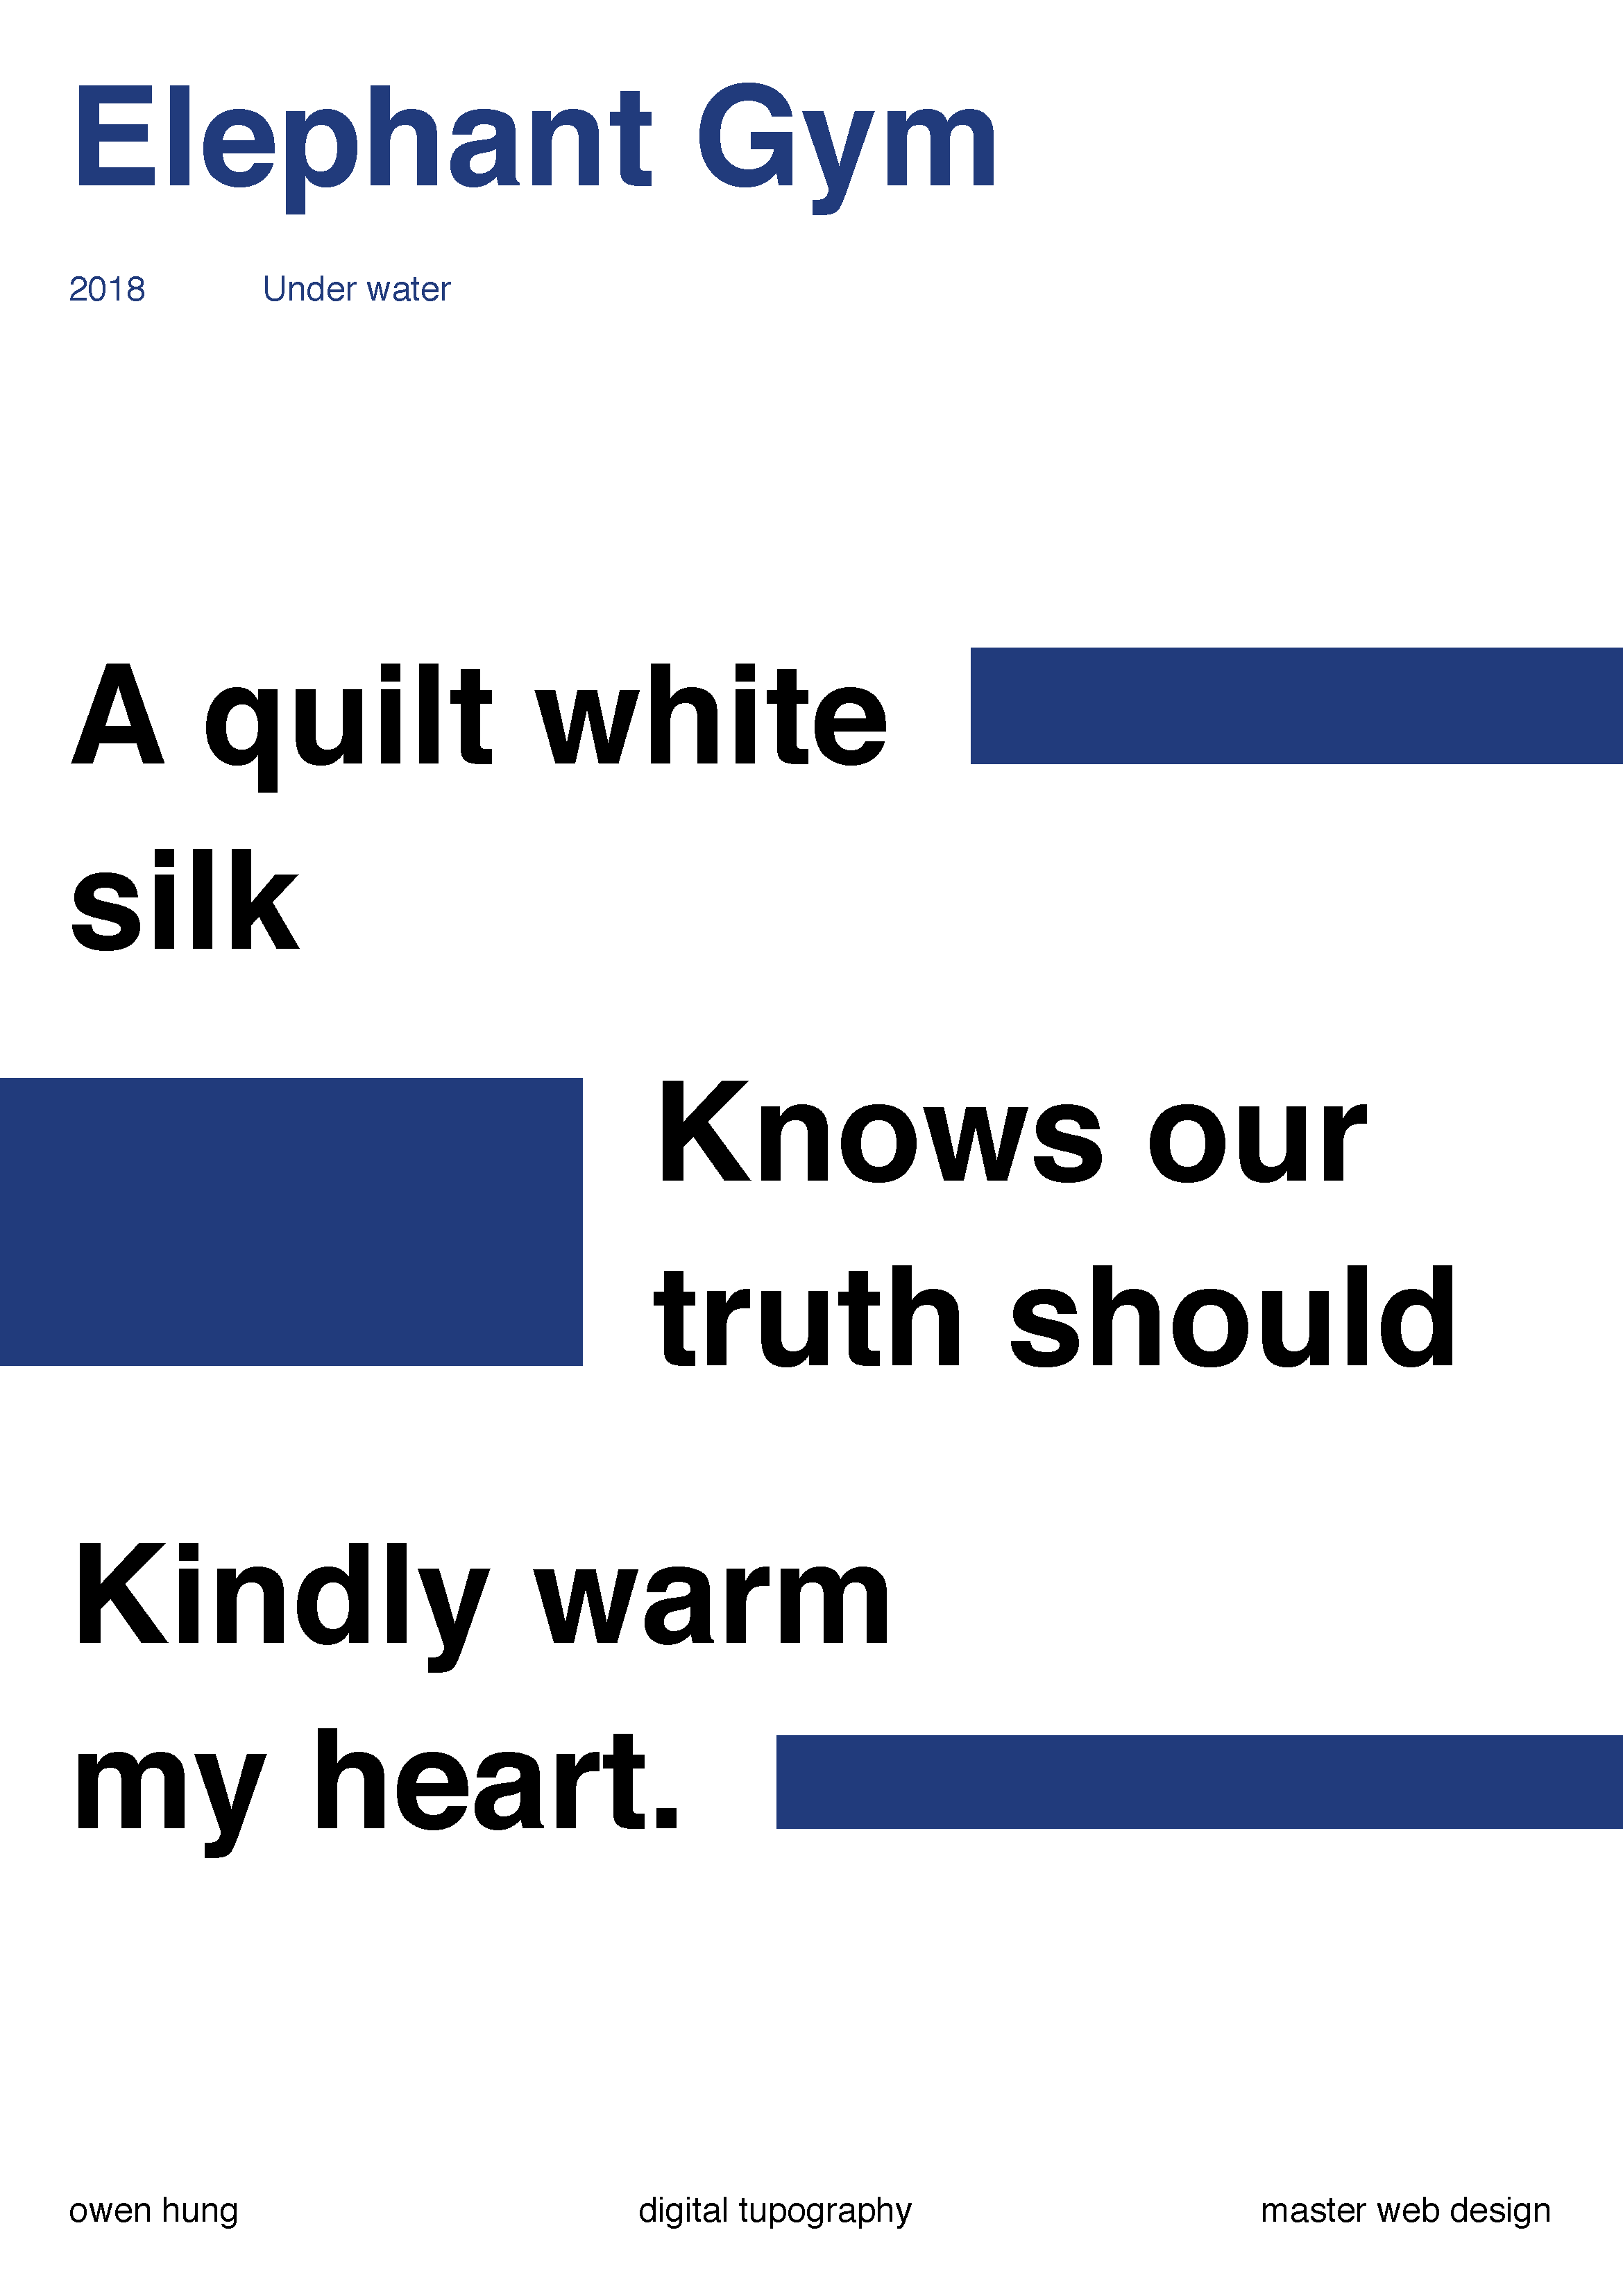 Elephant Gym
2018 Under water
A quilt white
silk
Knows our
truth should
Kindly warm
my heart.
owen hung digital tupography master web design